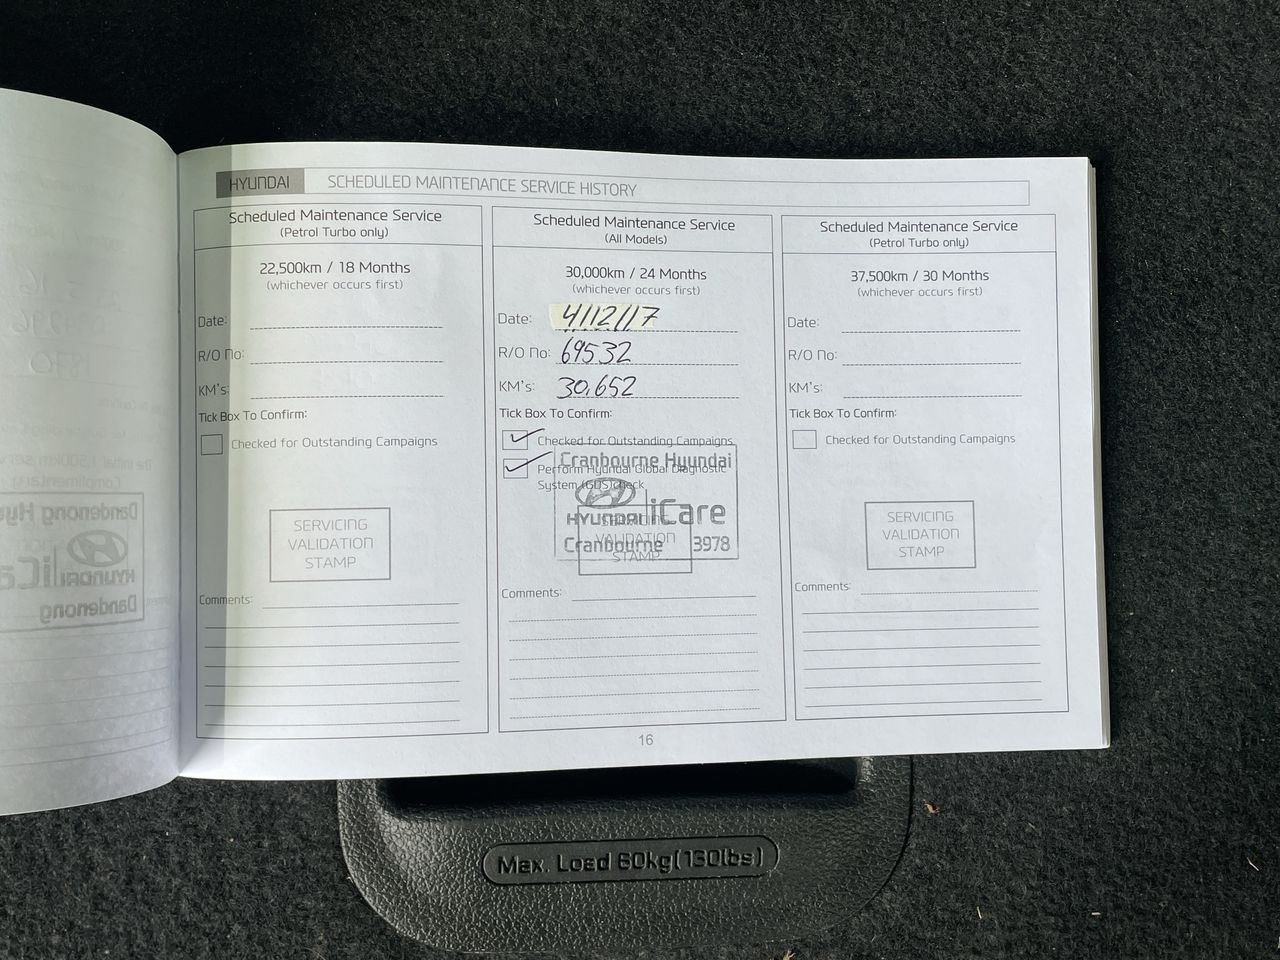 HYUNDAI SCHEDULED MAINTENANCE SERVICE HISTORY
Scheduled Maintenance Service
(Petrol Turbo only)
22,500km / 18 Months
(whichever occurs first)
Date:
R/O No:
KM's:
Tick Box To Confirm:
Checked for Outstanding Campaigns
SERVICING
VALIDATION
STAMP
Comments:
Scheduled Maintenance Service
(All Models)
30,000km / 24 Months
(whichever occurs first)
Date: 4/12/17
R/O No: 69532
KM's: 30,652
Tick Box To Confirm:
Checked for Outstanding Campaigns
Perform Hyundai Global Diagnostic
System (GDS) check
Cranbourne Hyundai
HYUNDAI iCare
Cranbourne 3978
SERVICING
VALIDATION
STAMP
Comments:
Scheduled Maintenance Service
(Petrol Turbo only)
37,500km / 30 Months
(whichever occurs first)
Date:
R/O No:
KM's:
Tick Box To Confirm:
Checked for Outstanding Campaigns
SERVICING
VALIDATION
STAMP
Comments:
16
Max. Load 60kg(130lbs)